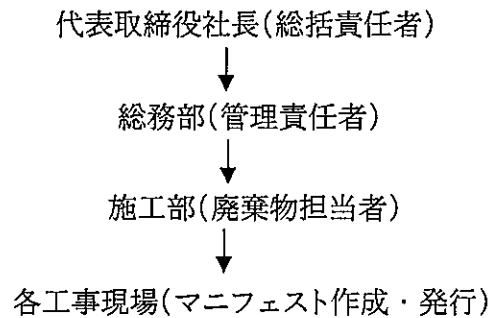 代表取締役社長(総括責任者)
総務部(管理責任者)
施工部(廃棄物担当者)
各工事現場(マニフェスト作成・発行)